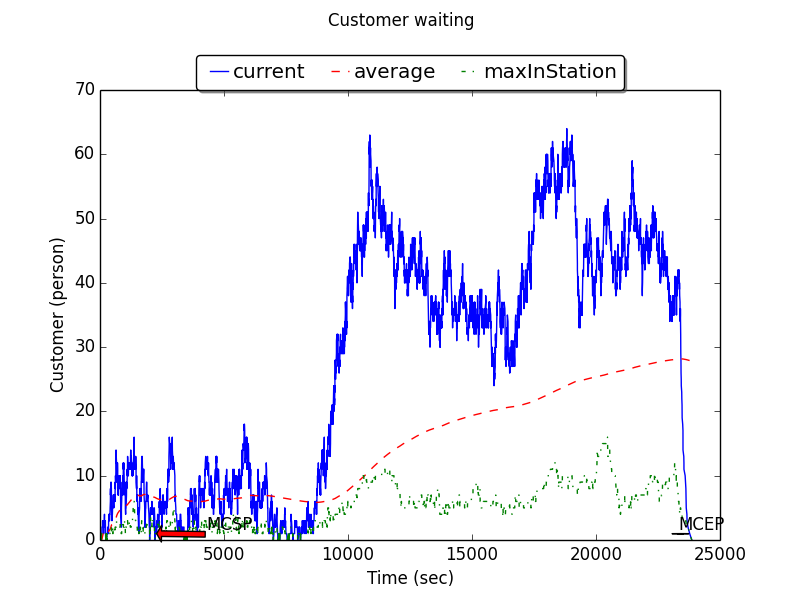 Customer waiting
current average maxInStation
70
60
50
40
30
20
10
0
Customer (person)
MCSP
MCEP
0 5000 10000 15000 20000 25000
Time (sec)